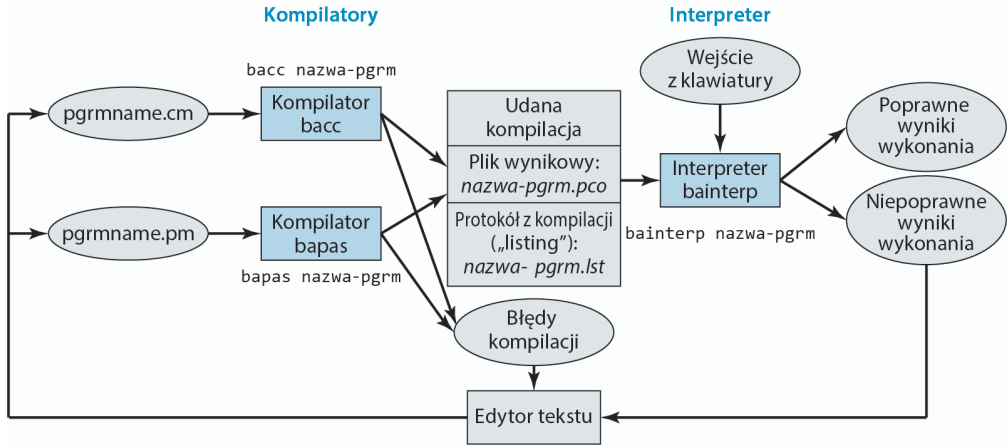 Kompilatory
Interpreter
bacc nazwa-pgrm
pgrmname.cm
Kompilator
bacc
pgrmname.pm
Kompilator
bapas
bapas nazwa-pgrm
Udana
kompilacja
Plik wynikowy:
nazwa-pgrm.pco
Protokół z kompilacji
(„listing”):
nazwa- pgrm.lst
Błędy
kompilacji
Edytor tekstu
Wejście
z klawiatury
Interpreter
bainterp
bainterp nazwa-pgrm
Poprawne
wyniki
wykonania
Niepoprawne
wyniki
wykonania